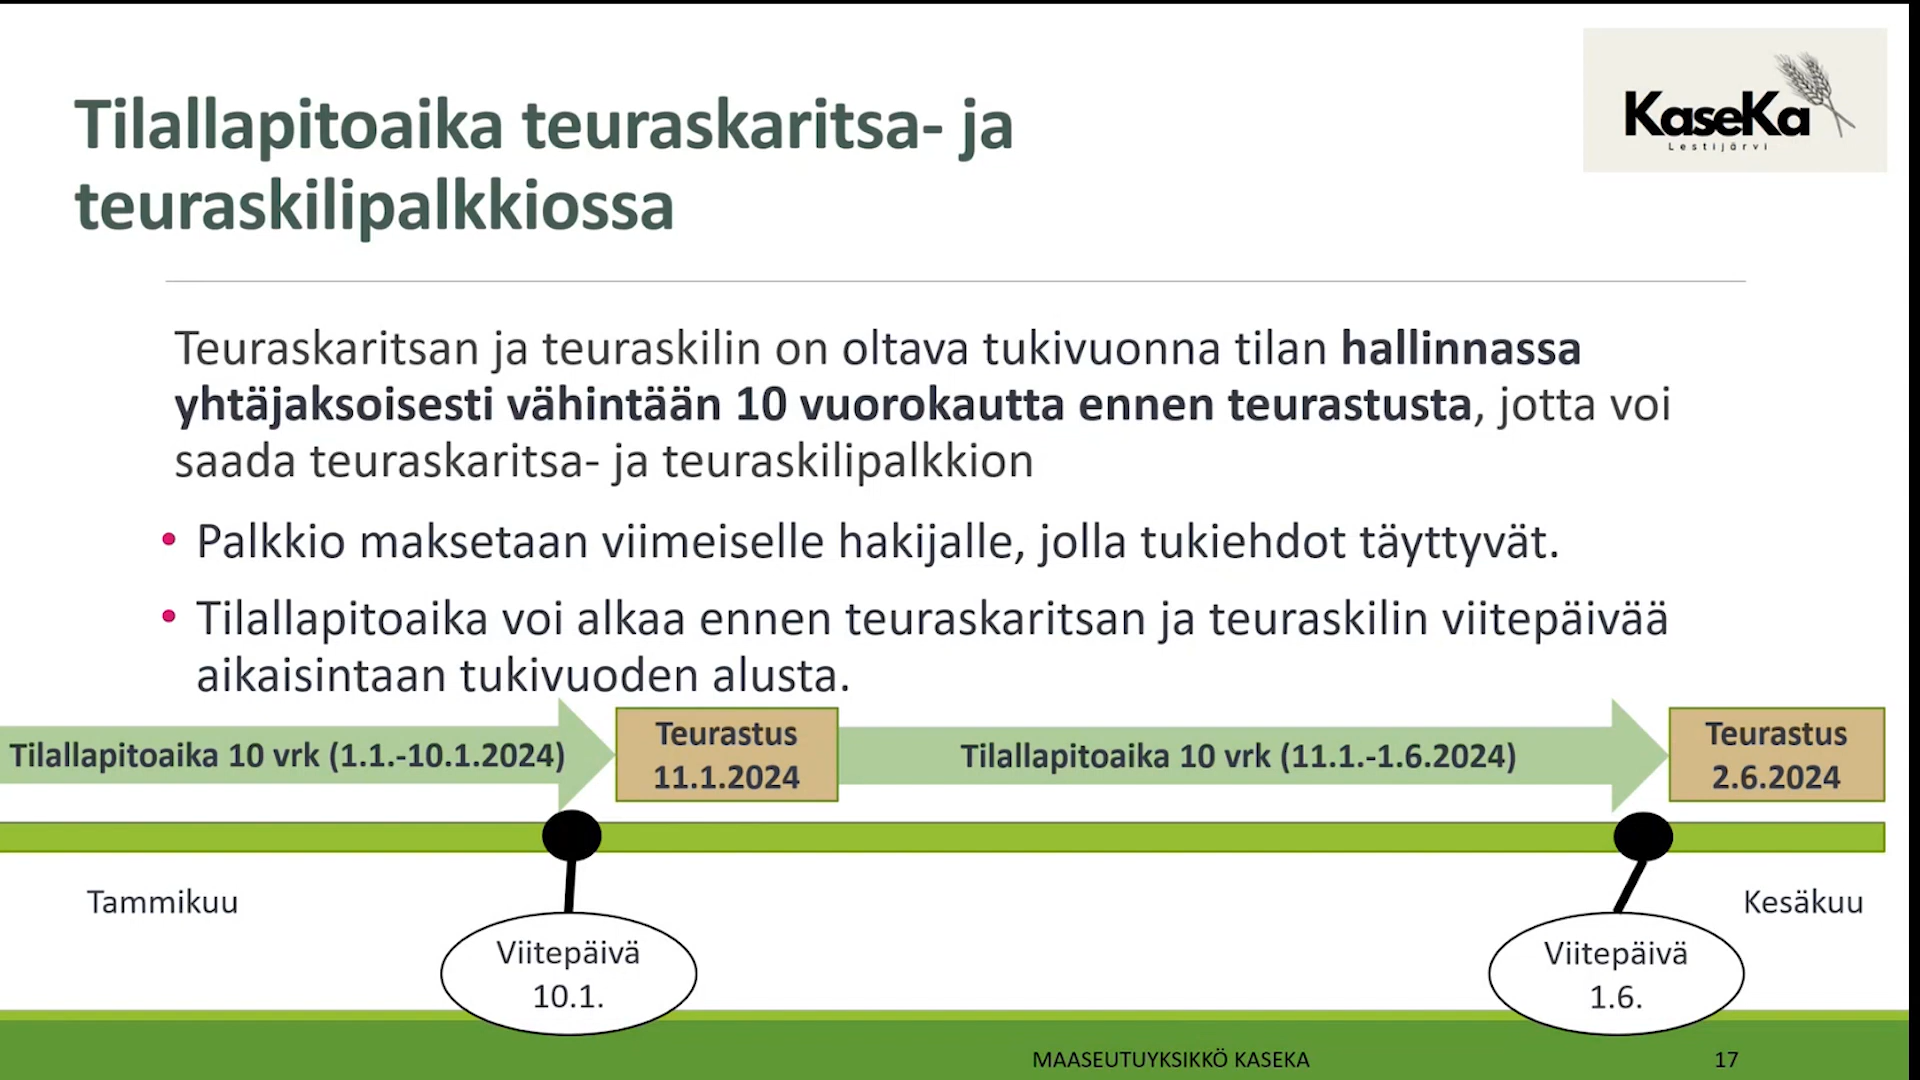 KaseKa
Lestijärvi
Tilallapitoaika teuraskaritsa- ja
teuraskilipalkkiossa
Teuraskaritsan ja teuraskilin on oltava tukivuonna tilan hallinnassa
yhtäjaksoisesti vähintään 10 vuorokautta ennen teurastusta, jotta voi
saada teuraskaritsa- ja teuraskilipalkkion
• Palkkio maksetaan viimeiselle hakijalle, jolla tukiehdot täyttyvät.
• Tilallapitoaika voi alkaa ennen teuraskaritsan ja teuraskilin viitepäivää
aikaisintaan tukivuoden alusta.
Tilallapitoaika 10 vrk (1.1.-10.1.2024)
Teurastus
11.1.2024
Tilallapitoaika 10 vrk (11.1.-1.6.2024)
Teurastus
2.6.2024
Tammikuu
Kesäkuu
Viitepäivä
10.1.
Viitepäivä
1.6.
MAASEUTUYKSIKKÖ KASEKA
17